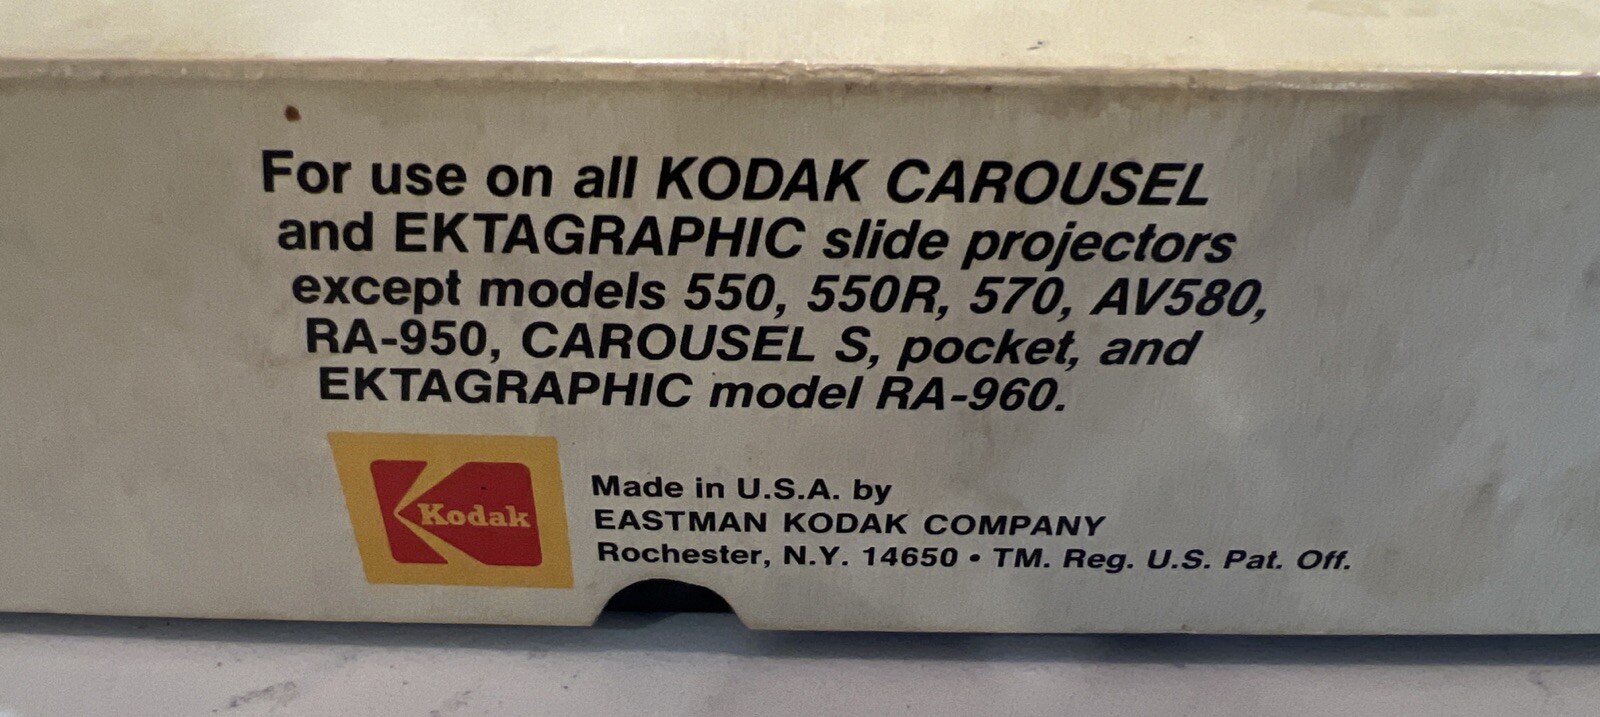 For use on all KODAK CAROUSEL
and EKTAGRAPHIC slide projectors
except models 550, 550R, 570, AV580,
RA-950, CAROUSEL S, pocket, and
EKTAGRAPHIC model RA-960.
Kodak
Made in U.S.A. by
EASTMAN KODAK COMPANY
Rochester, N.Y. 14650 • TM. Reg. U.S. Pat. Off.